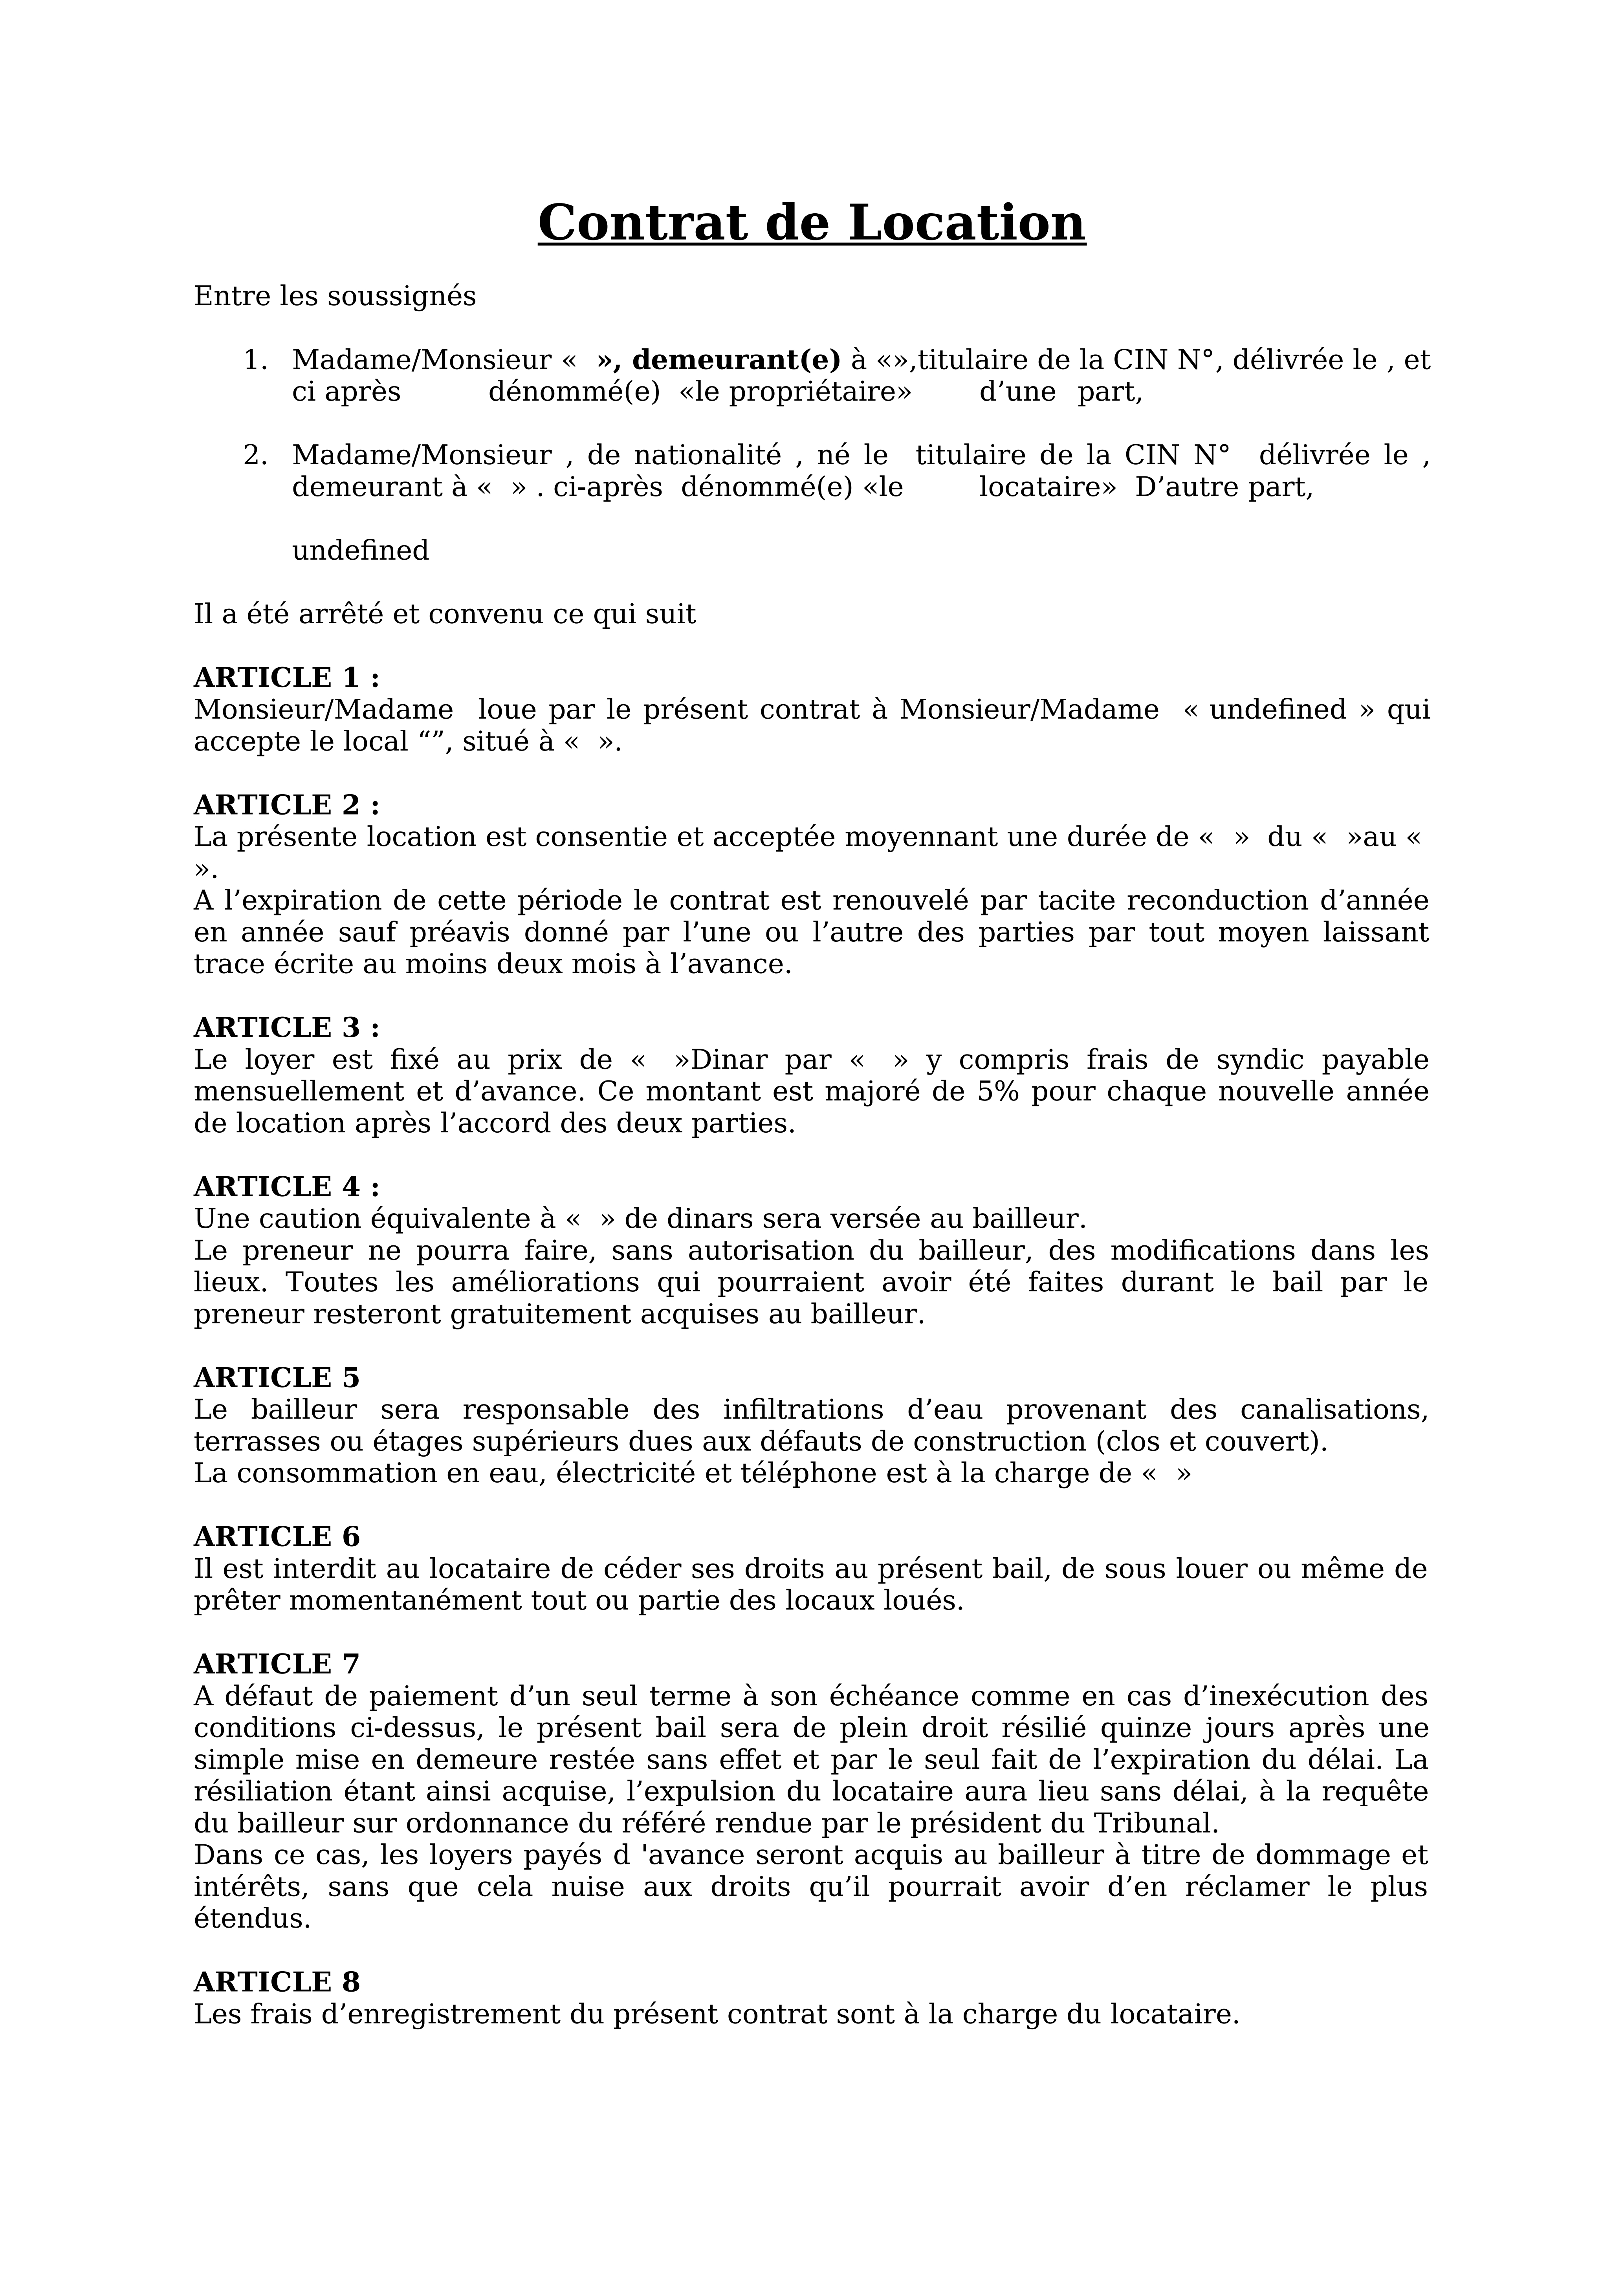 Contrat de Location
Entre les soussignés
1. Madame/Monsieur «  », demeurant(e) à «»,titulaire de la CIN N°, délivrée le , et
ci après dénommé(e) «le propriétaire» d’une part,
2. Madame/Monsieur , de nationalité , né le titulaire de la CIN N° délivrée le ,
demeurant à «  » . ci-après dénommé(e) «le locataire» D’autre part,
undefined
Il a été arrêté et convenu ce qui suit
ARTICLE 1 :
Monsieur/Madame loue par le présent contrat à Monsieur/Madame « undefined » qui
accepte le local “”, situé à «  ».
ARTICLE 2 :
La présente location est consentie et acceptée moyennant une durée de «  » du «  »au «
».
A l’expiration de cette période le contrat est renouvelé par tacite reconduction d’année
en année sauf préavis donné par l’une ou l’autre des parties par tout moyen laissant
trace écrite au moins deux mois à l’avance.
ARTICLE 3 :
Le loyer est fixé au prix de «  »Dinar par «  » y compris frais de syndic payable
mensuellement et d’avance. Ce montant est majoré de 5% pour chaque nouvelle année
de location après l’accord des deux parties.
ARTICLE 4 :
Une caution équivalente à «  » de dinars sera versée au bailleur.
Le preneur ne pourra faire, sans autorisation du bailleur, des modifications dans les
lieux. Toutes les améliorations qui pourraient avoir été faites durant le bail par le
preneur resteront gratuitement acquises au bailleur.
ARTICLE 5
Le bailleur sera responsable des infiltrations d’eau provenant des canalisations,
terrasses ou étages supérieurs dues aux défauts de construction (clos et couvert).
La consommation en eau, électricité et téléphone est à la charge de «  »
ARTICLE 6
Il est interdit au locataire de céder ses droits au présent bail, de sous louer ou même de
prêter momentanément tout ou partie des locaux loués.
ARTICLE 7
A défaut de paiement d’un seul terme à son échéance comme en cas d’inexécution des
conditions ci-dessus, le présent bail sera de plein droit résilié quinze jours après une
simple mise en demeure restée sans effet et par le seul fait de l’expiration du délai. La
résiliation étant ainsi acquise, l’expulsion du locataire aura lieu sans délai, à la requête
du bailleur sur ordonnance du référé rendue par le président du Tribunal.
Dans ce cas, les loyers payés d 'avance seront acquis au bailleur à titre de dommage et
intérêts, sans que cela nuise aux droits qu’il pourrait avoir d’en réclamer le plus
étendus.
ARTICLE 8
Les frais d’enregistrement du présent contrat sont à la charge du locataire.